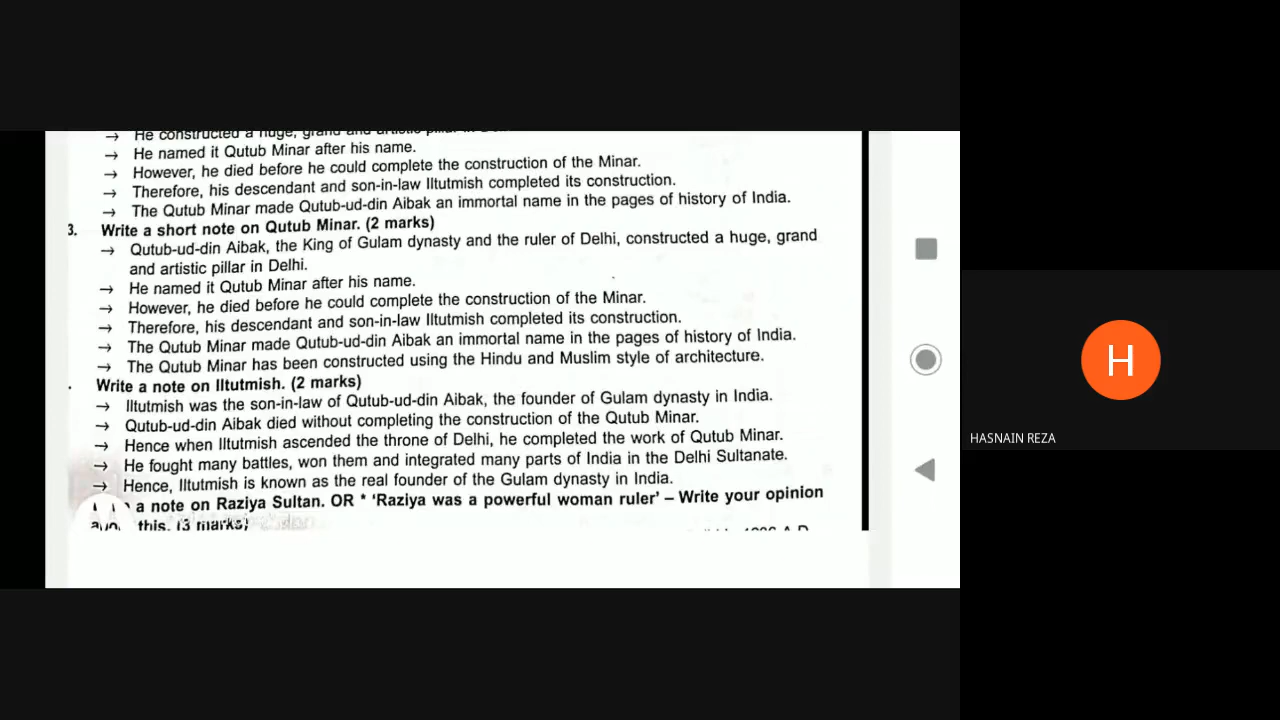 → He constructed a huge, grand and artistic pillar in
→ He named it Qutub Minar after his name.
→ However, he died before he could complete the construction of the Minar.
→ Therefore, his descendant and son-in-law Iltutmish completed its construction.
→ The Qutub Minar made Qutub-ud-din Aibak an immortal name in the pages of history of India.
3. Write a short note on Qutub Minar. (2 marks)
→ Qutub-ud-din Aibak, the King of Gulam dynasty and the ruler of Delhi, constructed a huge, grand
and artistic pillar in Delhi.
→ He named it Qutub Minar after his name.
→ However, he died before he could complete the construction of the Minar.
→ Therefore, his descendant and son-in-law Iltutmish completed its construction.
→ The Qutub Minar made Qutub-ud-din Aibak an immortal name in the pages of history of India.
→ The Qutub Minar has been constructed using the Hindu and Muslim style of architecture.
. Write a note on Iltutmish. (2 marks)
→ Iltutmish was the son-in-law of Qutub-ud-din Aibak, the founder of Gulam dynasty in India.
→ Qutub-ud-din Aibak died without completing the construction of the Qutub Minar.
→ Hence when Iltutmish ascended the throne of Delhi, he completed the work of Qutub Minar.
→ He fought many battles, won them and integrated many parts of India in the Delhi Sultanate.
→ Hence, Iltutmish is known as the real founder of the Gulam dynasty in India.
a note on Raziya Sultan. OR * 'Raziya was a powerful woman ruler' – Write your opinion
this. (3 marks)
H
HASNAIN REZA